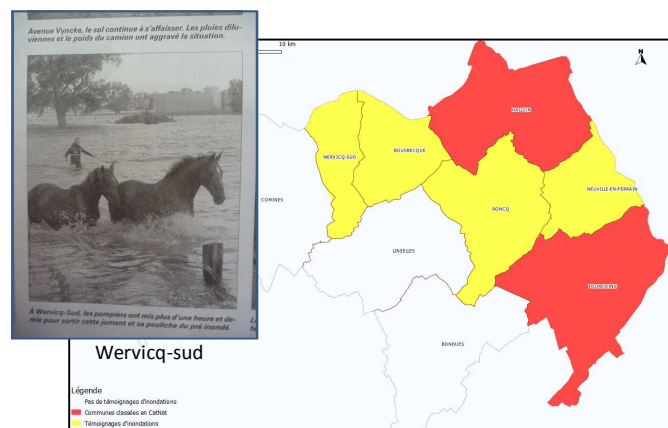 Avenue Vyncke, le sol continue à s'affaisser. Les pluies dilu-
viennes et le poids du camion ont aggravé la situation.
A Wervicq-Sud, les pompiers ont mis plus d'une heure et de-
mie pour sortir cette jument et sa pouliche du pré inondé.
Wervicq-sud
10 km
N
HALLUIN
WERVICQ-SUD
BOUSBECQUE
NEUVILLE-EN-FERRAIN
COMINES
RONCQ
LINSELLES
TOURCOING
BONDUES
Légende
Pas de témoignages d'inondations
Communes classées en CatNat
Témoignages d'inondations